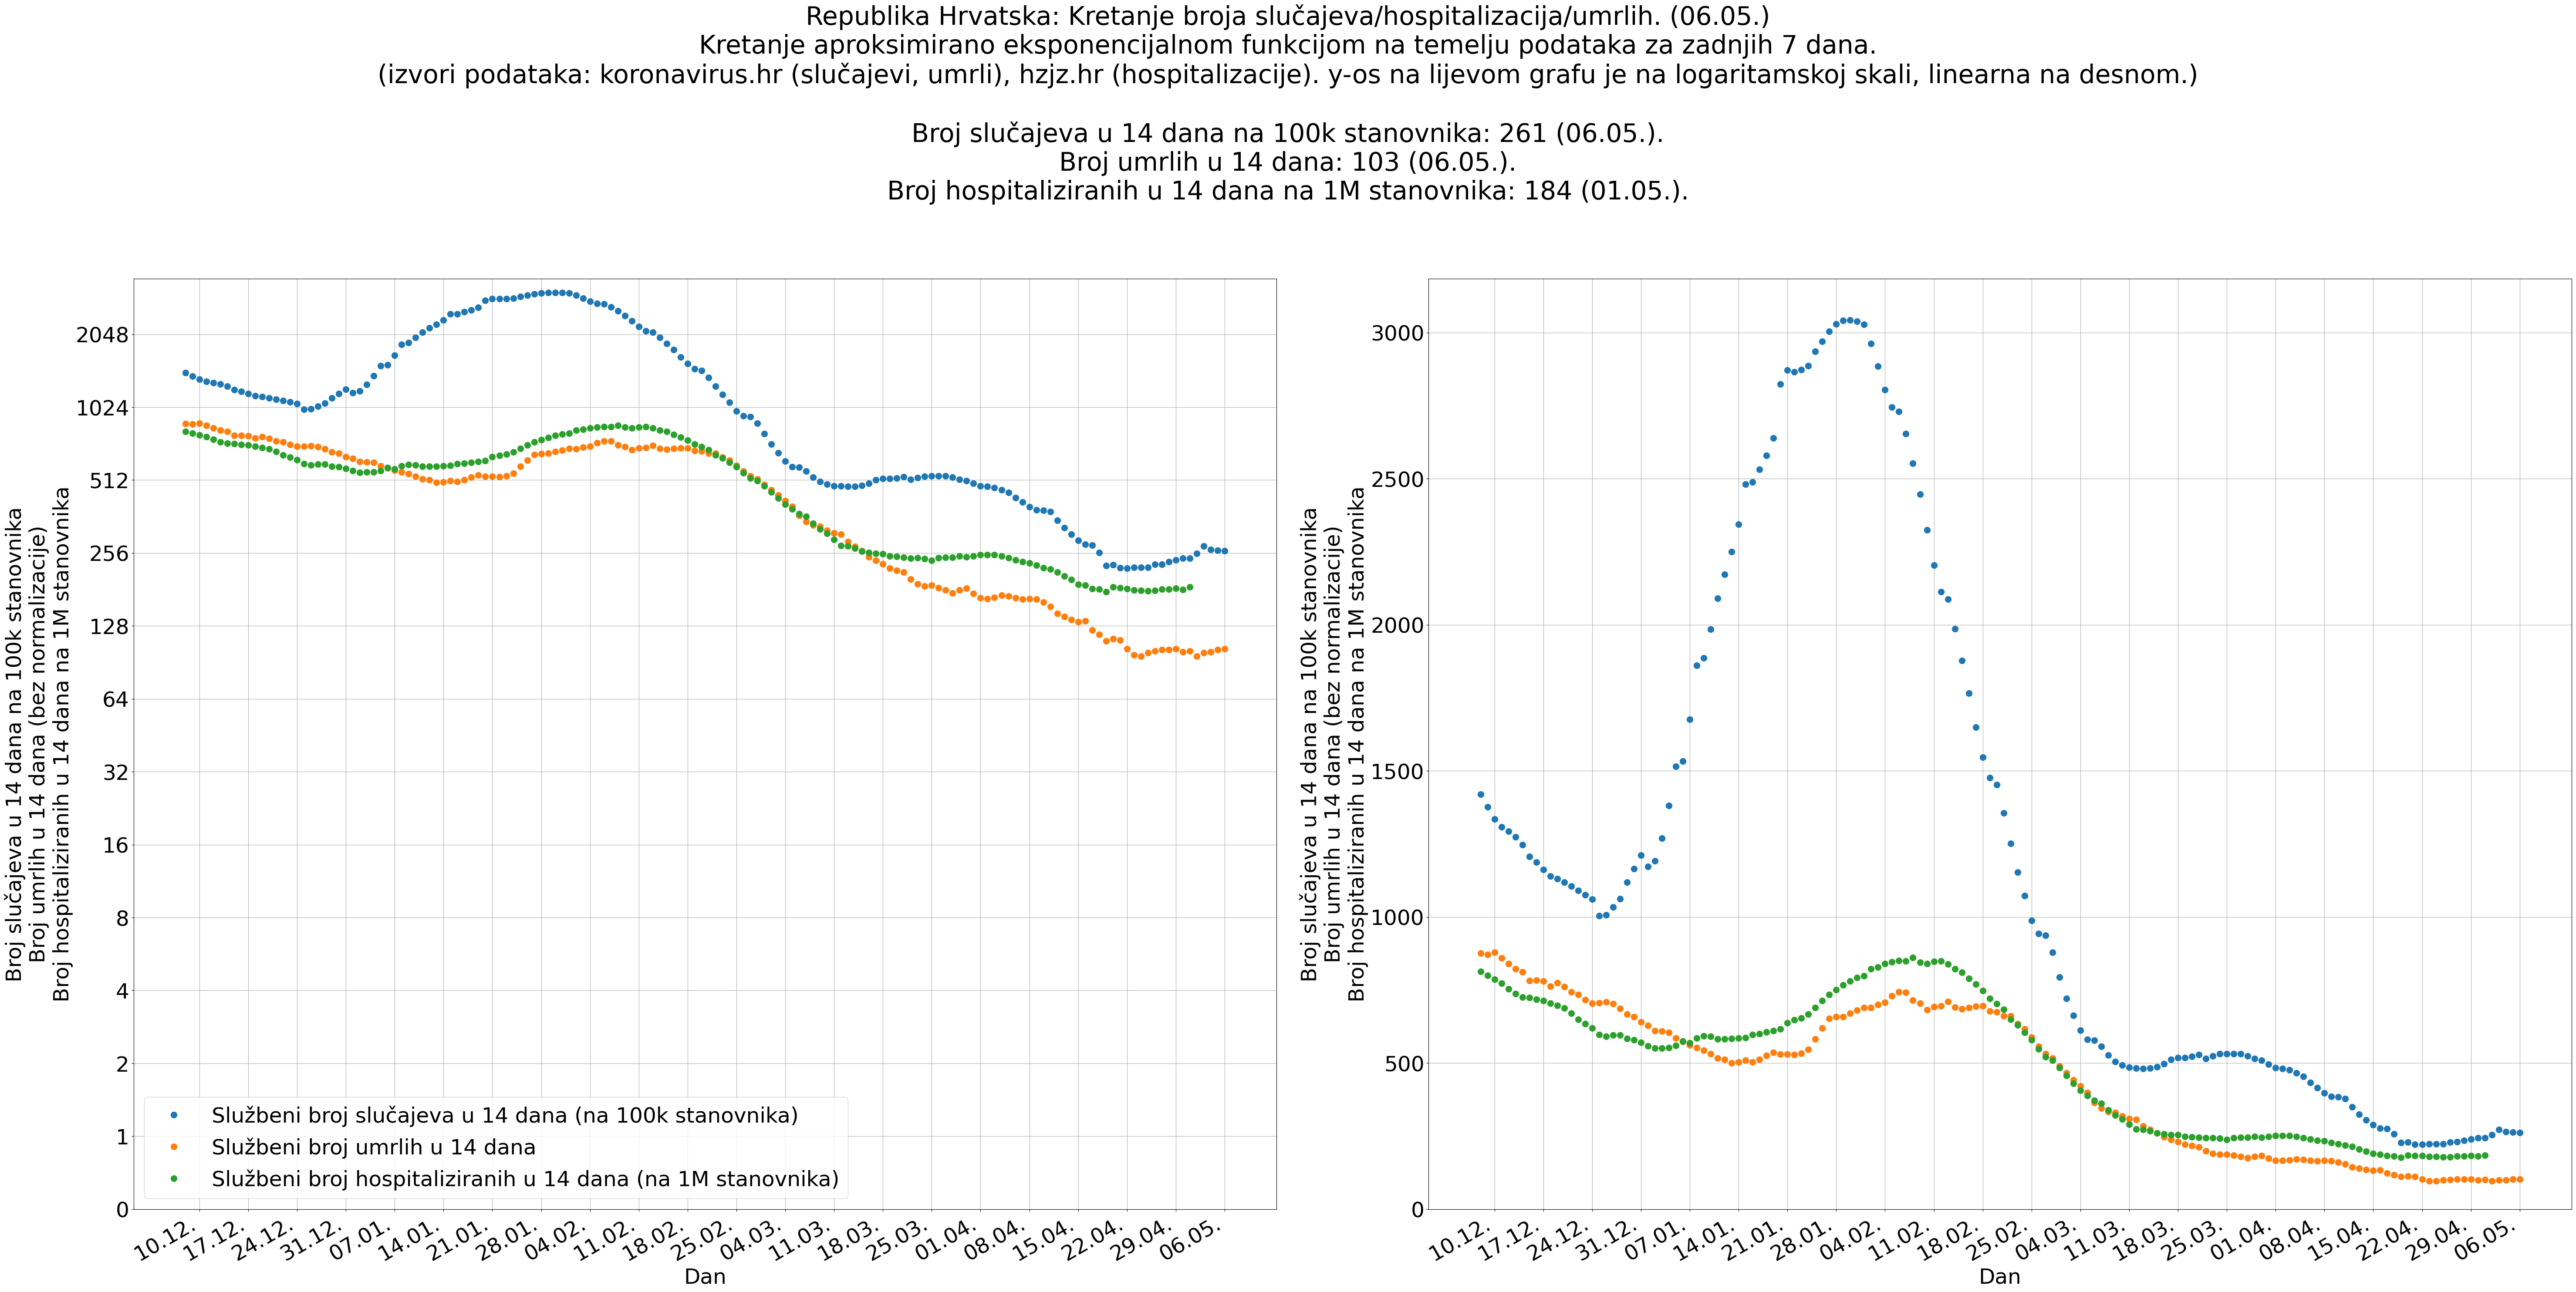 Republika Hrvatska: Kretanje broja slučajeva/hospitalizacija/umrlih. (06.05.)
Kretanje aproksimirano eksponencijalnom funkcijom na temelju podataka za zadnjih 7 dana.
(izvori podataka: koronavirus.hr (slučajevi, umrli), hzjz.hr (hospitalizacije). y-os na lijevom grafu je na logaritamskoj skali, linearna na desnom.)
Broj slučajeva u 14 dana na 100k stanovnika: 261 (06.05.).
Broj umrlih u 14 dana: 103 (06.05.).
Broj hospitaliziranih u 14 dana na 1M stanovnika: 184 (01.05.).
Broj slučajeva u 14 dana na 100k stanovnika
Broj umrlih u 14 dana (bez normalizacije)
Broj hospitaliziranih u 14 dana na 1M stanovnika
2048
1024
512
256
128
64
32
16
8
4
2
1
0
Službeni broj slučajeva u 14 dana (na 100k stanovnika)
Službeni broj umrlih u 14 dana
Službeni broj hospitaliziranih u 14 dana (na 1M stanovnika)
10.12. 17.12. 24.12. 31.12. 07.01. 14.01. 21.01. 28.01. 04.02. 11.02. 18.02. 25.02. 04.03. 11.03. 18.03. 25.03. 01.04. 08.04. 15.04. 22.04. 29.04. 06.05.
Dan
Broj slučajeva u 14 dana na 100k stanovnika
Broj umrlih u 14 dana (bez normalizacije)
Broj hospitaliziranih u 14 dana na 1M stanovnika
3000
2500
2000
1500
1000
500
0
10.12. 17.12. 24.12. 31.12. 07.01. 14.01. 21.01. 28.01. 04.02. 11.02. 18.02. 25.02. 04.03. 11.03. 18.03. 25.03. 01.04. 08.04. 15.04. 22.04. 29.04. 06.05.
Dan